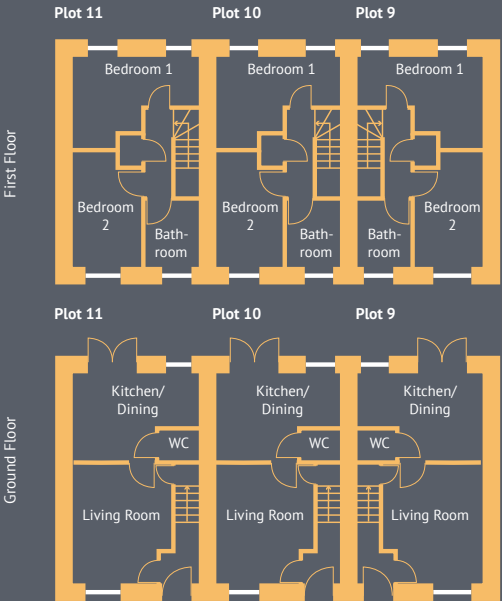 Plot 11 Plot 10 Plot 9
First Floor
Bedroom 1 Bedroom 1 Bedroom 1
Bedroom
2
Bath-
room
Bedroom
2
Bath-
room
Bath-
room
Bedroom
2
Plot 11 Plot 10 Plot 9
Ground Floor
Kitchen/
Dining
Kitchen/
Dining
Kitchen/
Dining
WC WC WC
Living Room Living Room Living Room